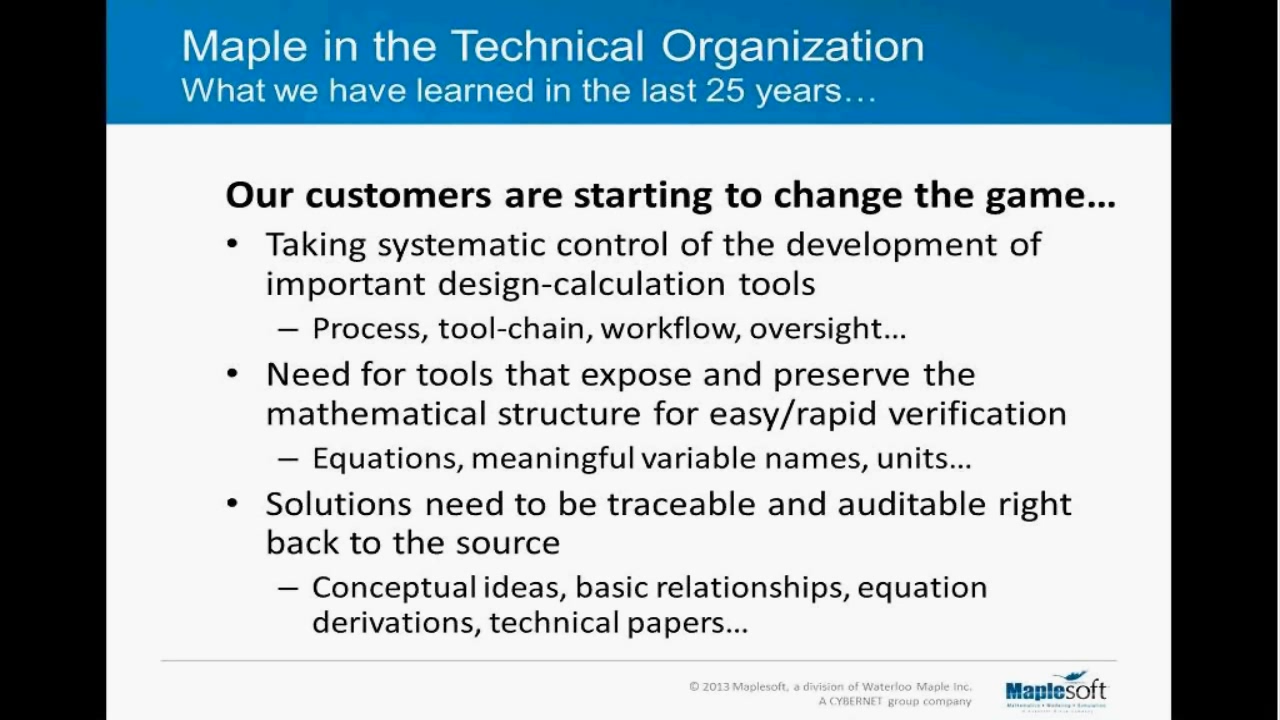 Maple in the Technical Organization
What we have learned in the last 25 years…
Our customers are starting to change the game…
• Taking systematic control of the development of
important design-calculation tools
– Process, tool-chain, workflow, oversight…
• Need for tools that expose and preserve the
mathematical structure for easy/rapid verification
– Equations, meaningful variable names, units…
• Solutions need to be traceable and auditable right
back to the source
– Conceptual ideas, basic relationships, equation
derivations, technical papers…
© 2013 Maplesoft, a division of Waterloo Maple Inc.
A CYBERNET group company
Maplesoft
Mathematics • Modeling • Simulation